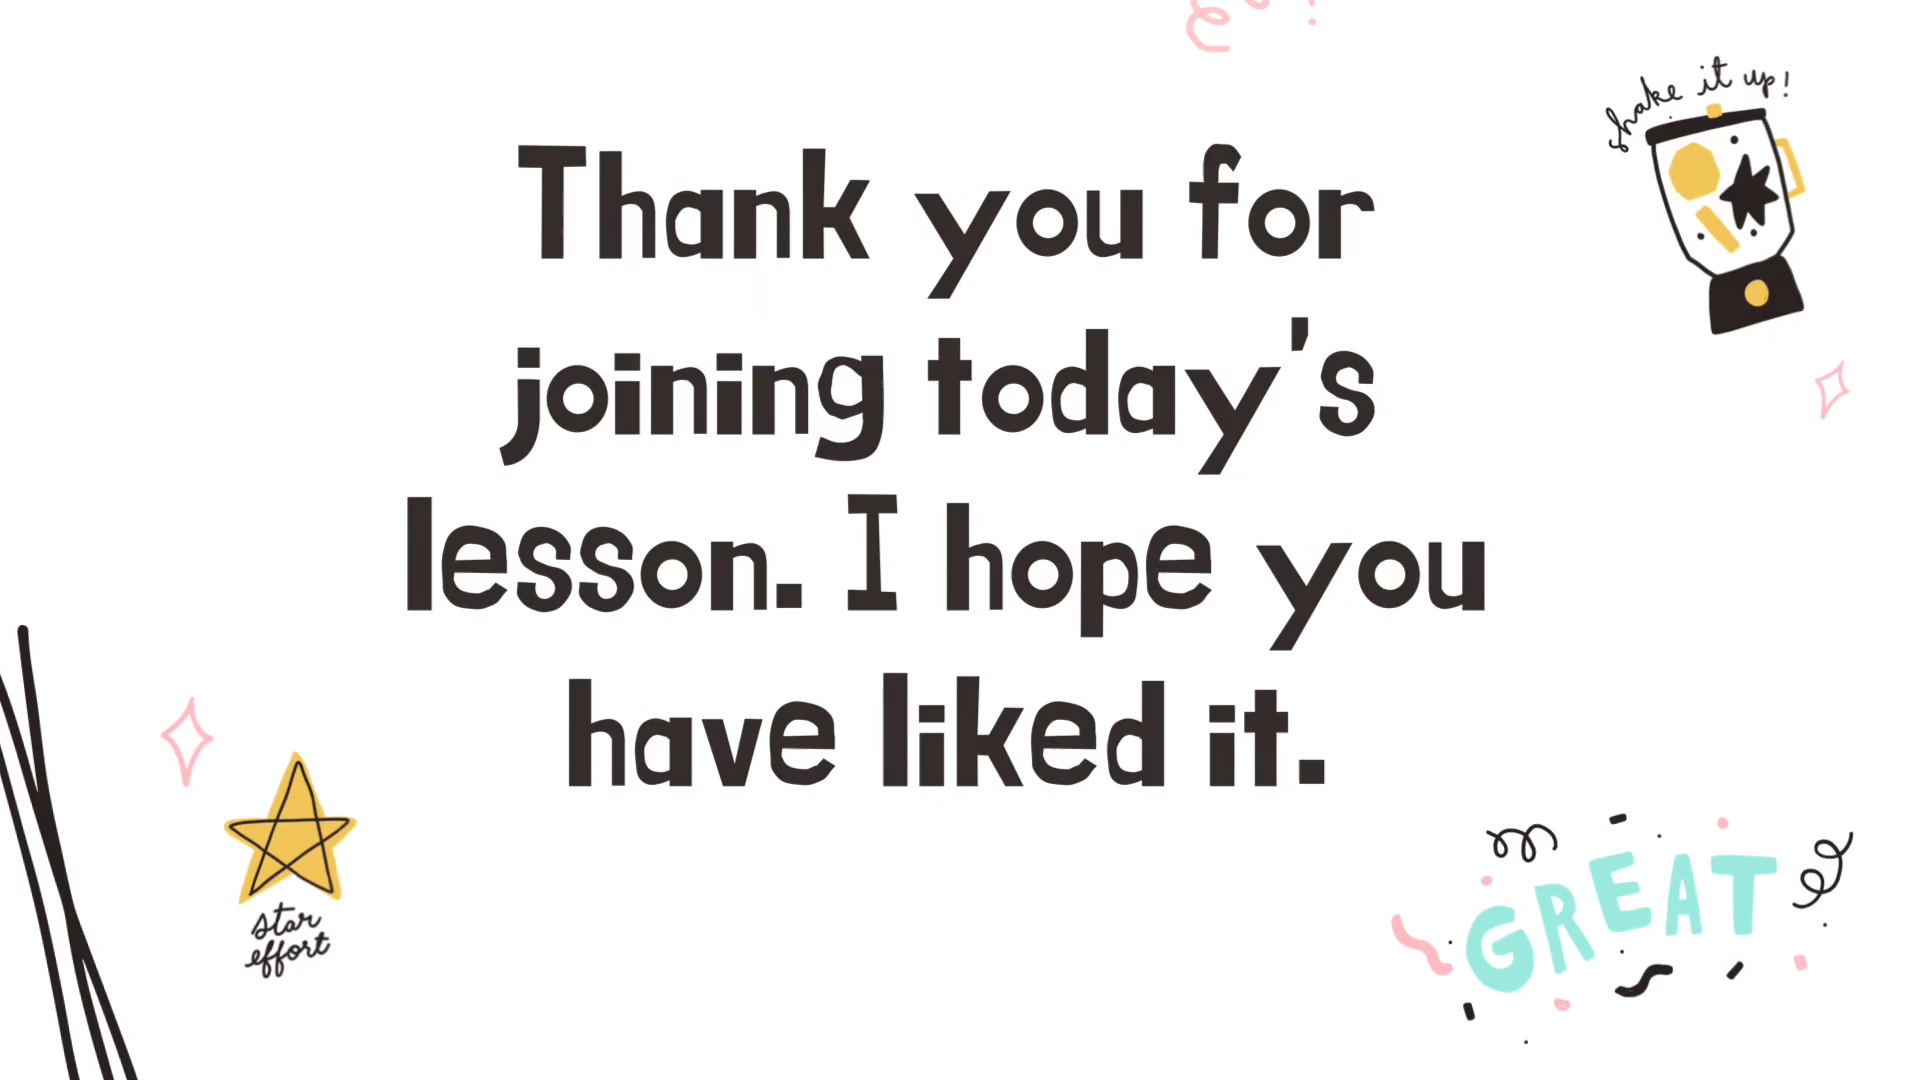 shake it up!
Thank you for
joining today's
lesson. I hope you
have liked it.
star
effort
GREAT